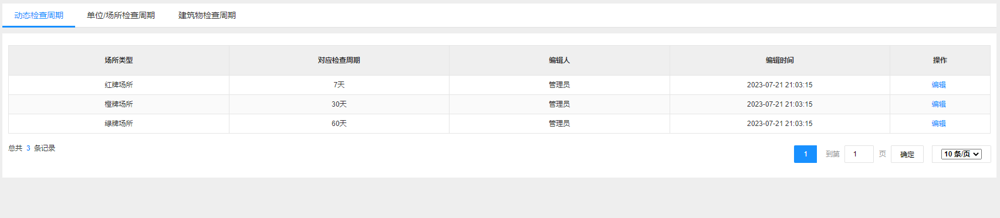 动态检查周期 单位/场所检查周期 建筑物检查周期
场所类型 对应检查周期 编辑人 编辑时间 操作
红牌场所 7天 管理员 2023-07-21 21:03:15 编辑
橙牌场所 30天 管理员 2023-07-21 21:03:15 编辑
绿牌场所 60天 管理员 2023-07-21 21:03:15 编辑
总共 3 条记录 1 到第 1 页 确定 10 条/页